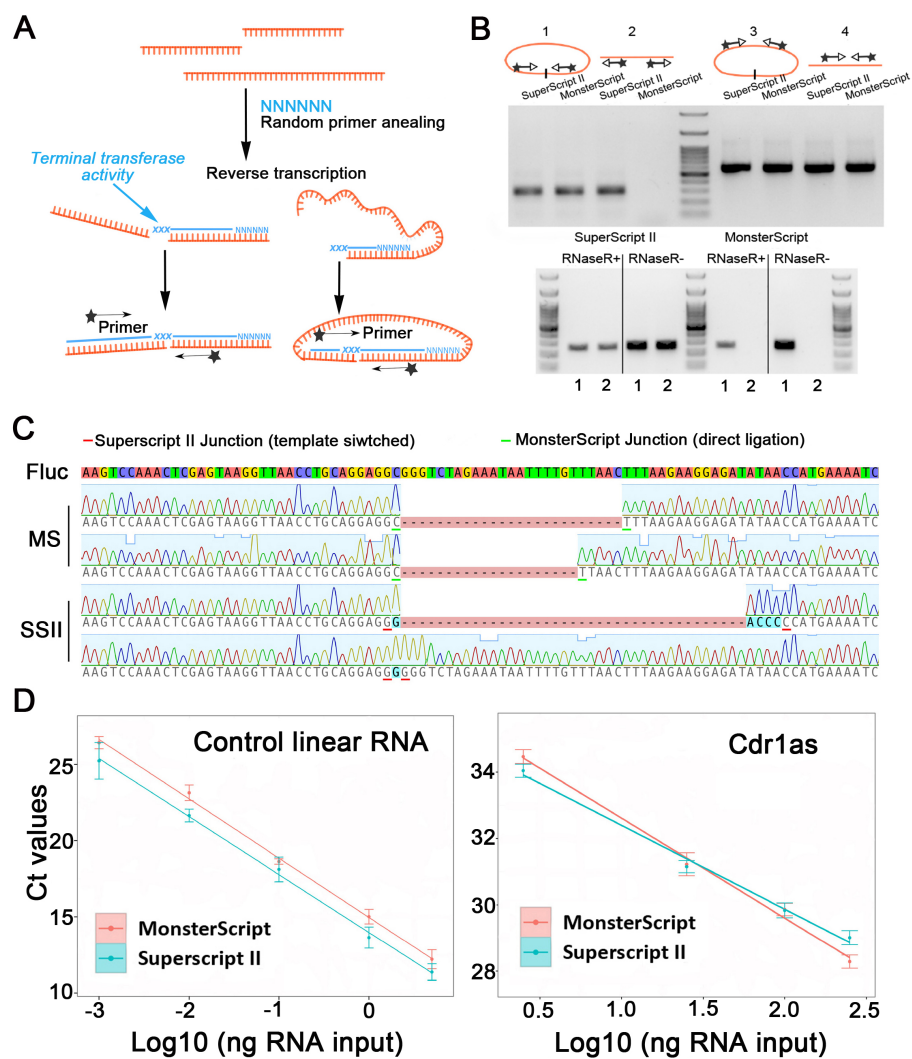 A
NNNNNN
Random primer anealing
Terminal transferase
activity
Reverse transcription
XXX NNNNNN
XXX NNNNNN
Primer
XXX NNNNNN
Primer
XXX NNNNNN
B
1 2 3 4
SuperScript II MonsterScript SuperScript II MonsterScript SuperScript II MonsterScript SuperScript II MonsterScript
SuperScript II MonsterScript
RNaseR+ RNaseR- RNaseR+ RNaseR-
1 2 1 2 1 2 1 2
C
Superscript II Junction (template siwtched) MonsterScript Junction (direct ligation)
Fluc AAGTCCAAACTCGAGTAAGGTTAACCTGCAGGAGGCGGGTCTAGAAATAATTTTGTTTAACTTTAAGAAGGAGATATAACCATGAAAATC
MS
AAGTCCAAACTCGAGTAAGGTTAACCTGCAGGAGGC-------------------------TTTAAGAAGGAGATATAACCATGAAAATC
AAGTCCAAACTCGAGTAAGGTTAACCTGCAGGAGGC--------------------TTAACTTTAAGAAGGAGATATAACCATGAAAATC
SSII
AAGTCCAAACTCGAGTAAGGTTAACCTGCAGGAGGG---------------------------------------ACCCCCATGAAAATC
AAGTCCAAACTCGAGTAAGGTTAACCTGCAGGAGGGGGGTCTAGAAATAATTTTGTTTAACTTTAAGAAGGAGATATAACCATGAAAATC
D
Control linear RNA
Ct values
25
20
15
10
MonsterScript
Superscript II
-3 -2 -1 0
Log10 (ng RNA input)
Cdr1as
34
32
30
28
MonsterScript
Superscript II
0.5 1.0 1.5 2.0 2.5
Log10 (ng RNA input)